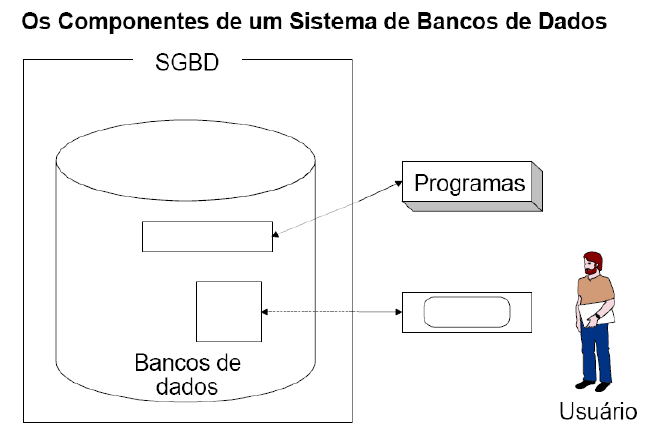 Os Componentes de um Sistema de Bancos de Dados
SGBD
Programas
Bancos de
dados
Usuário